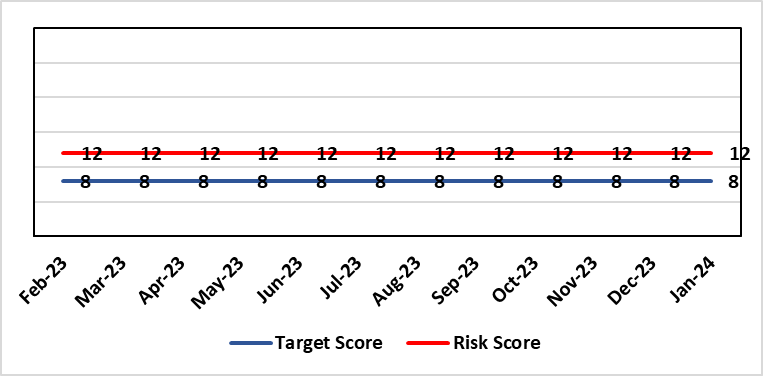 12 12 12 12 12 12 12 12 12 12 12 12
8 8 8 8 8 8 8 8 8 8 8 8
Feb-23 Mar-23 Apr-23 May-23 Jun-23 Jul-23 Aug-23 Sep-23 Oct-23 Nov-23 Dec-23 Jan-24
Target Score Risk Score